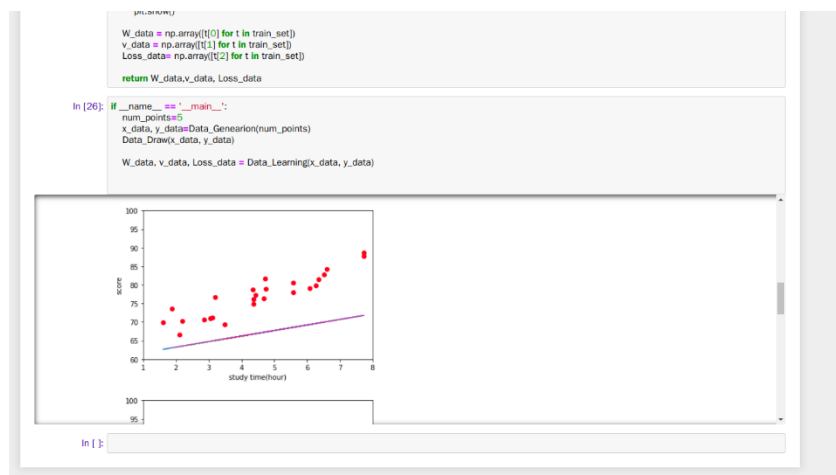 plt.show()
W_data = np.array([t[0] for t in train_set])
v_data = np.array([t[1] for t in train_set])
Loss_data= np.array([t[2] for t in train_set])
return W_data,v_data, Loss_data
In [26]: if __name__ == '__main__':
num_points=5
x_data, y_data=Data_Genearion(num_points)
Data_Draw(x_data, y_data)
W_data, v_data, Loss_data = Data_Learning(x_data, y_data)
100
95
90
85
80
75
70
65
60
score
1 2 3 4 5 6 7 8
study time(hour)
100
95
In [ ]: